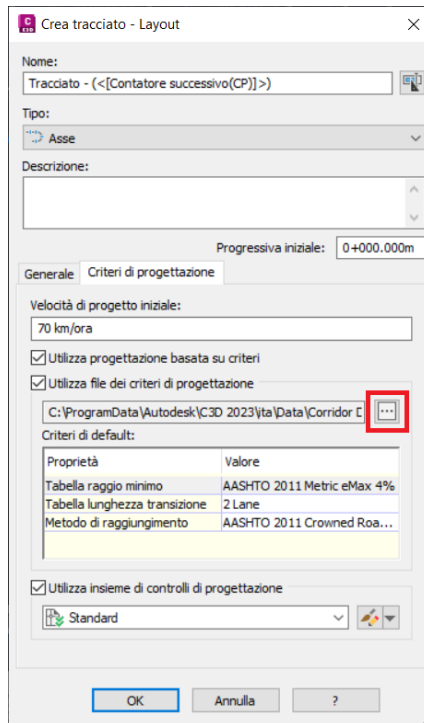 C
E3D
Crea tracciato - Layout
Nome:
Tracciato - (<[Contatore successivo(CP)]>)
Tipo:
Asse
Descrizione:
Progressiva iniziale: 0+000.000m
Generale Criteri di progettazione
Velocità di progetto iniziale:
70 km/ora
Utilizza progettazione basata su criteri
Utilizza file dei criteri di progettazione
C:\ProgramData\Autodesk\C3D 2023\ita\Data\Corridor D ...
Criteri di default:
Proprietà Valore
Tabella raggio minimo AASHTO 2011 Metric eMax 4%
Tabella lunghezza transizione 2 Lane
Metodo di raggiungimento AASHTO 2011 Crowned Roa...
Utilizza insieme di controlli di progettazione
Standard
OK Annulla ?